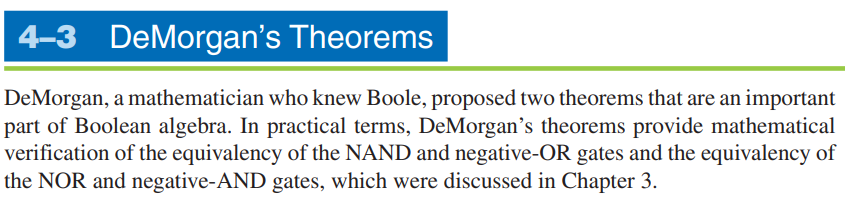 4–3 DeMorgan’s Theorems
DeMorgan, a mathematician who knew Boole, proposed two theorems that are an important
part of Boolean algebra. In practical terms, DeMorgan’s theorems provide mathematical
verification of the equivalency of the NAND and negative-OR gates and the equivalency of
the NOR and negative-AND gates, which were discussed in Chapter 3.